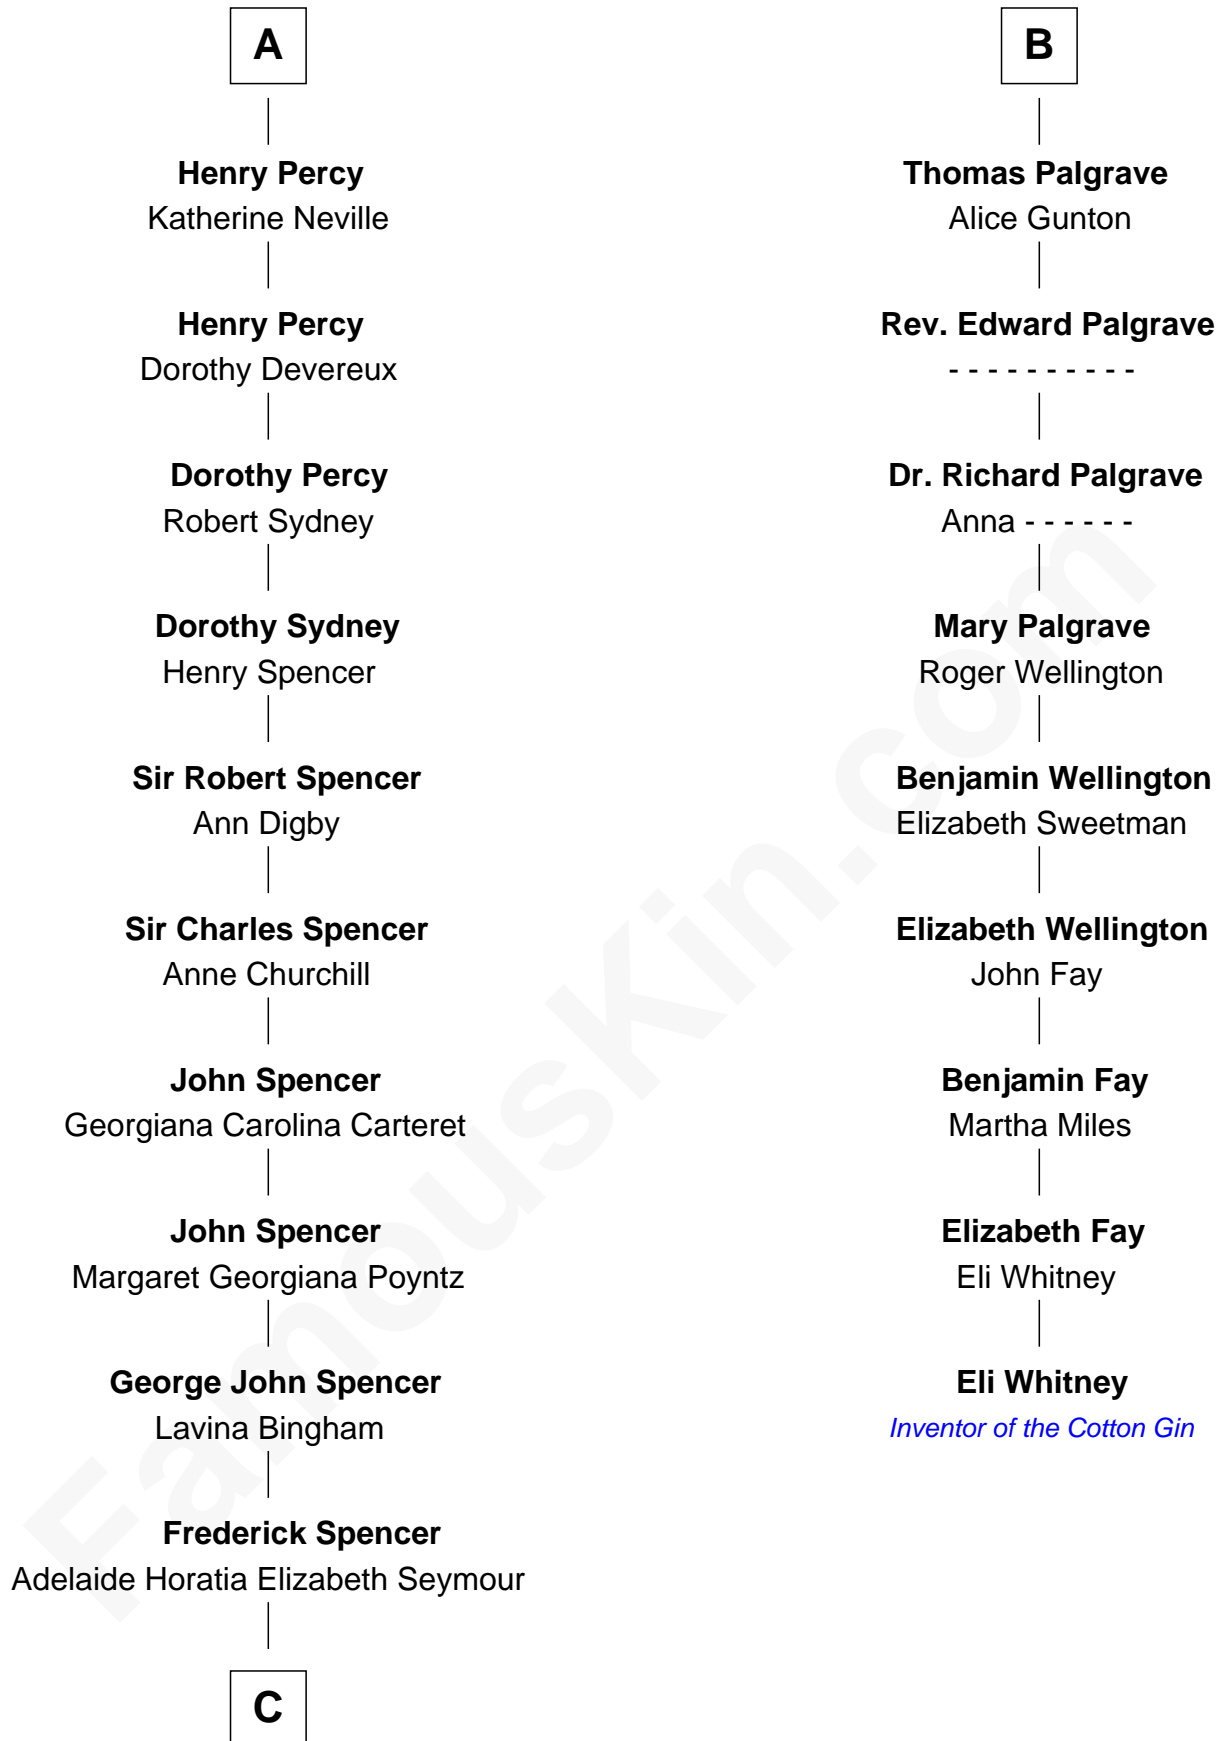 A
Henry Percy
Katherine Neville
Henry Percy
Dorothy Devereux
Dorothy Percy
Robert Sydney
Dorothy Sydney
Henry Spencer
Sir Robert Spencer
Ann Digby
Sir Charles Spencer
Anne Churchill
John Spencer
Georgiana Carolina Carteret
John Spencer
Margaret Georgiana Poyntz
George John Spencer
Lavina Bingham
Frederick Spencer
Adelaide Horatia Elizabeth Seymour
C
B
Thomas Palgrave
Alice Gunton
Rev. Edward Palgrave
- - - - - - - - - -
Dr. Richard Palgrave
Anna - - - - - -
Mary Palgrave
Roger Wellington
Benjamin Wellington
Elizabeth Sweetman
Elizabeth Wellington
John Fay
Benjamin Fay
Martha Miles
Elizabeth Fay
Eli Whitney
Eli Whitney
Inventor of the Cotton Gin
FamousKin.com